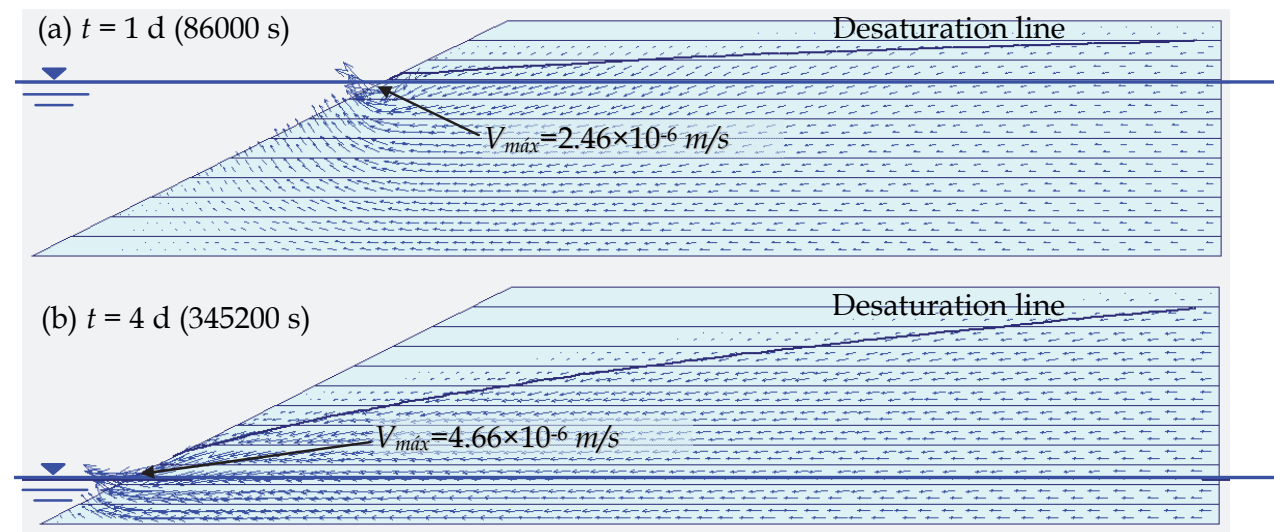 (a) t = 1 d (86000 s)
Desaturation line
Vmáx=2.46×10⁻⁶ m/s
(b) t = 4 d (345200 s)
Desaturation line
Vmáx=4.66×10⁻⁶ m/s